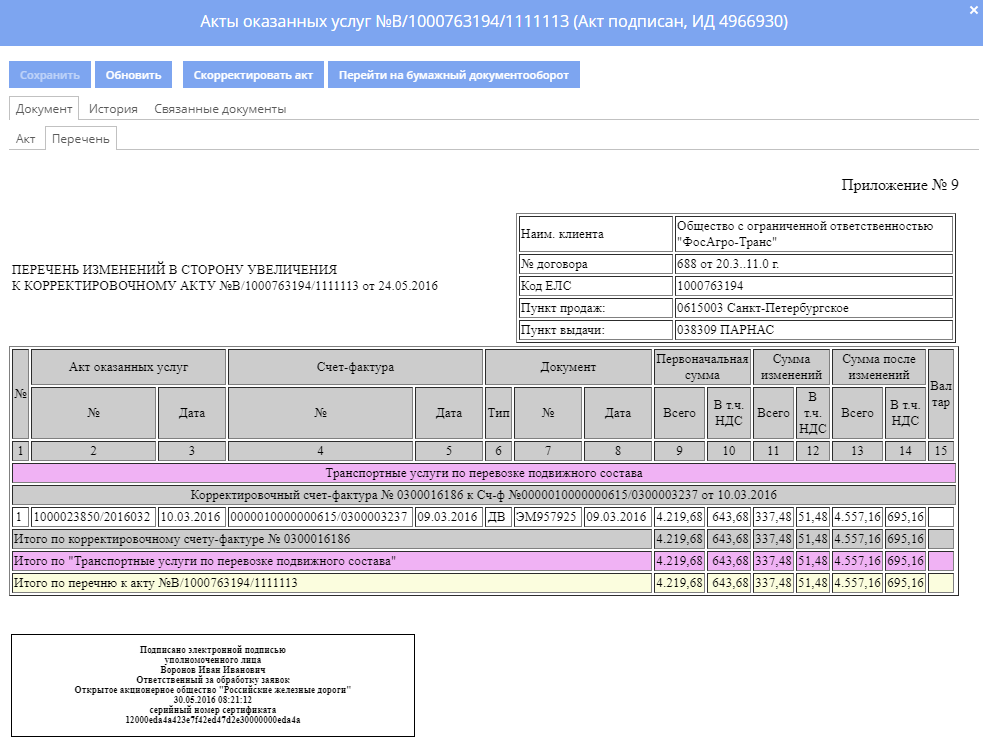 Акты оказанных услуг №В/1000763194/1111113 (Акт подписан, ИД 4966930)
×
Сохранить Обновить Скорректировать акт Перейти на бумажный документооборот
Документ История Связанные документы
Акт Перечень
Приложение № 9
Наим. клиента Общество с ограниченной ответственностью "ФосАгро-Транс"
№ договора 688 от 20.3..11.0 г.
Код ЕЛС 1000763194
Пункт продаж: 0615003 Санкт-Петербургское
Пункт выдачи: 038309 ПАРНАС
ПЕРЕЧЕНЬ ИЗМЕНЕНИЙ В СТОРОНУ УВЕЛИЧЕНИЯ
К КОРРЕКТИРОВОЧНОМУ АКТУ №В/1000763194/1111113 от 24.05.2016
№ Акт оказанных услуг Счет-фактура Документ Первоначальная сумма Сумма изменений Сумма после изменений Вал тар
№ Дата № Дата Тип № Дата Всего В т.ч. НДС Всего В т.ч. НДС Всего В т.ч. НДС
1 2 3 4 5 6 7 8 9 10 11 12 13 14 15
Транспортные услуги по перевозке подвижного состава
Корректировочный счет-фактура № 0300016186 к Сч-ф №0000010000000615/0300003237 от 10.03.2016
1 1000023850/2016032 10.03.2016 0000010000000615/0300003237 09.03.2016 ДВ ЭМ957925 09.03.2016 4.219,68 643,68 337,48 51,48 4.557,16 695,16
Итого по корректировочному счету-фактуре № 0300016186 4.219,68 643,68 337,48 51,48 4.557,16 695,16
Итого по "Транспортные услуги по перевозке подвижного состава" 4.219,68 643,68 337,48 51,48 4.557,16 695,16
Итого по перечню к акту №В/1000763194/1111113 4.219,68 643,68 337,48 51,48 4.557,16 695,16
Подписано электронной подписью
уполномоченного лица
Воронов Иван Иванович
Ответственный за обработку заявок
Открытое акционерное общество "Российские железные дороги"
30.05.2016 08:21:12
серийный номер сертификата
12000eda4a423e7f42ed47d2e30000000eda4a